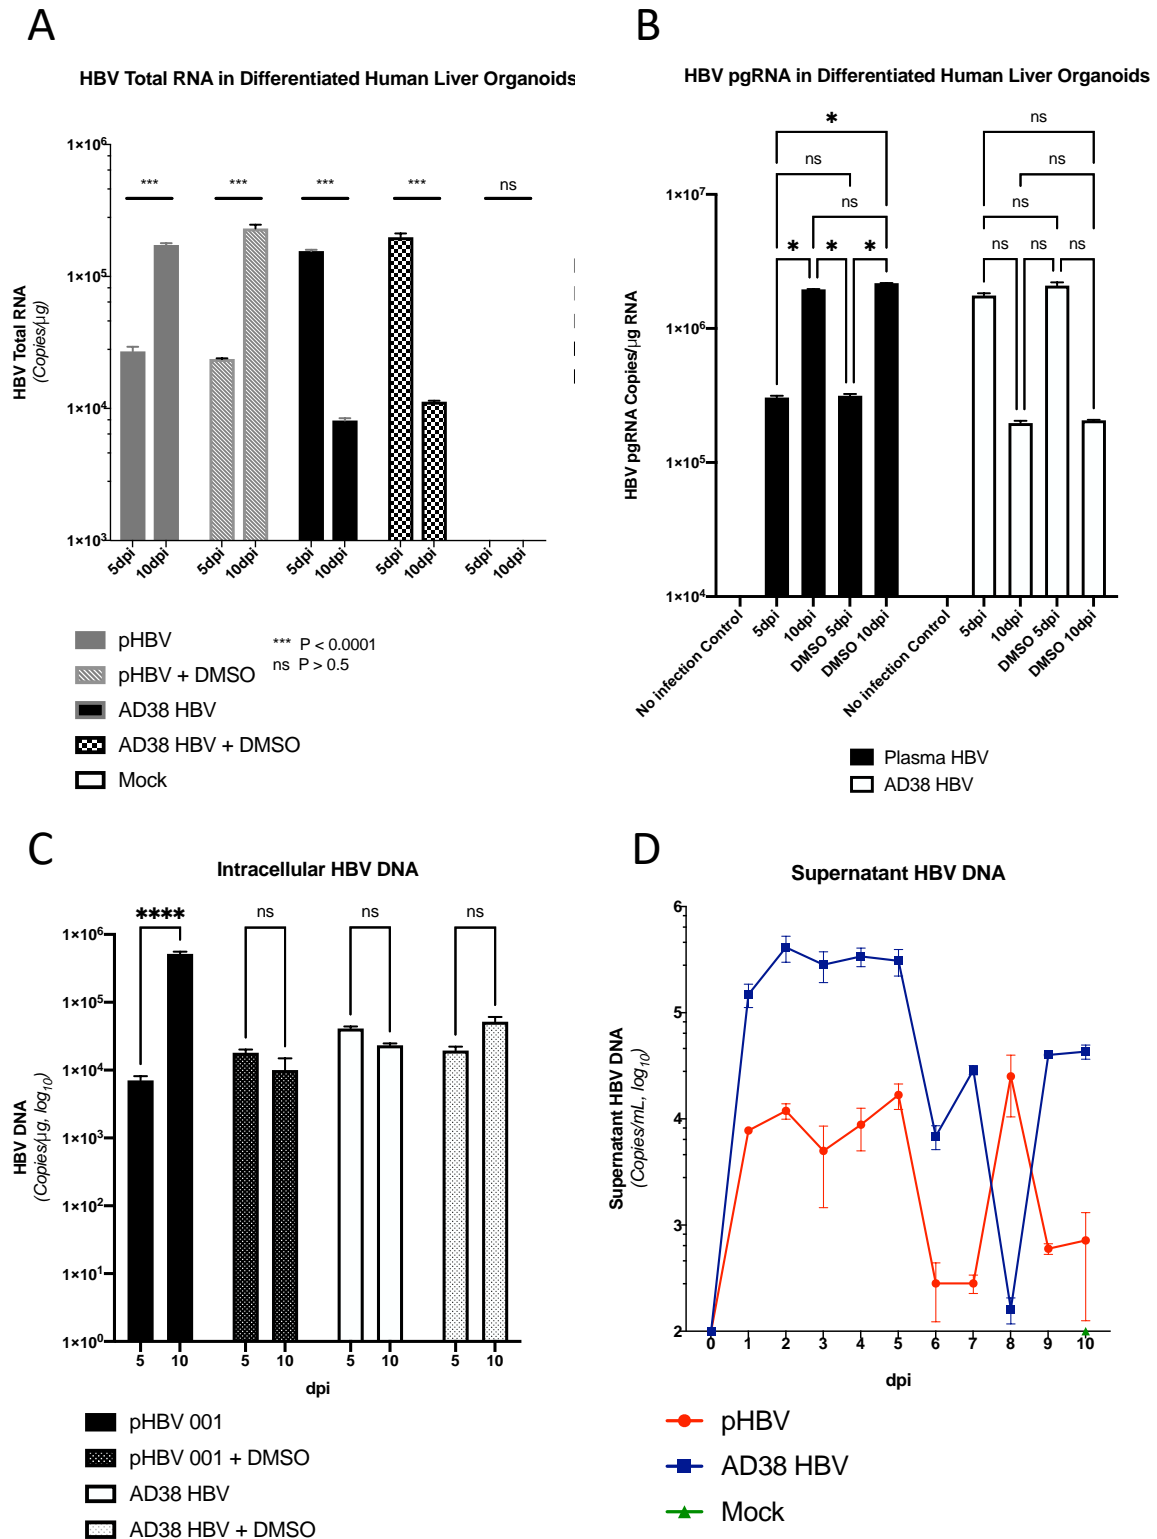 A
HBV Total RNA in Differentiated Human Liver Organoids
1×10⁶
1×10⁵
1×10⁴
1×10³
HBV Total RNA
(Copies/µg)
*** *** *** *** ns
5dpi 10dpi 5dpi 10dpi 5dpi 10dpi 5dpi 10dpi 5dpi 10dpi
pHBV
pHBV + DMSO
AD38 HBV
AD38 HBV + DMSO
Mock
*** P < 0.0001
ns P > 0.5
B
HBV pgRNA in Differentiated Human Liver Organoids
* ns
ns ns
ns ns
* * * ns ns ns
1×10⁷
1×10⁶
1×10⁵
1×10⁴
HBV pgRNA Copies/µg RNA
No infection Control 5dpi 10dpi DMSO 5dpi DMSO 10dpi No infection Control 5dpi 10dpi DMSO 5dpi DMSO 10dpi
Plasma HBV
AD38 HBV
C
Intracellular HBV DNA
**** ns ns ns
1×10⁶
1×10⁵
1×10⁴
1×10³
1×10²
1×10¹
1×10⁰
HBV DNA
(Copies/µg, log₁₀)
5 10 5 10 5 10 5 10
dpi
pHBV 001
pHBV 001 + DMSO
AD38 HBV
AD38 HBV + DMSO
D
Supernatant HBV DNA
6
5
4
3
2
Supernatant HBV DNA
(Copies/mL, log₁₀)
0 1 2 3 4 5 6 7 8 9 10
dpi
pHBV
AD38 HBV
Mock